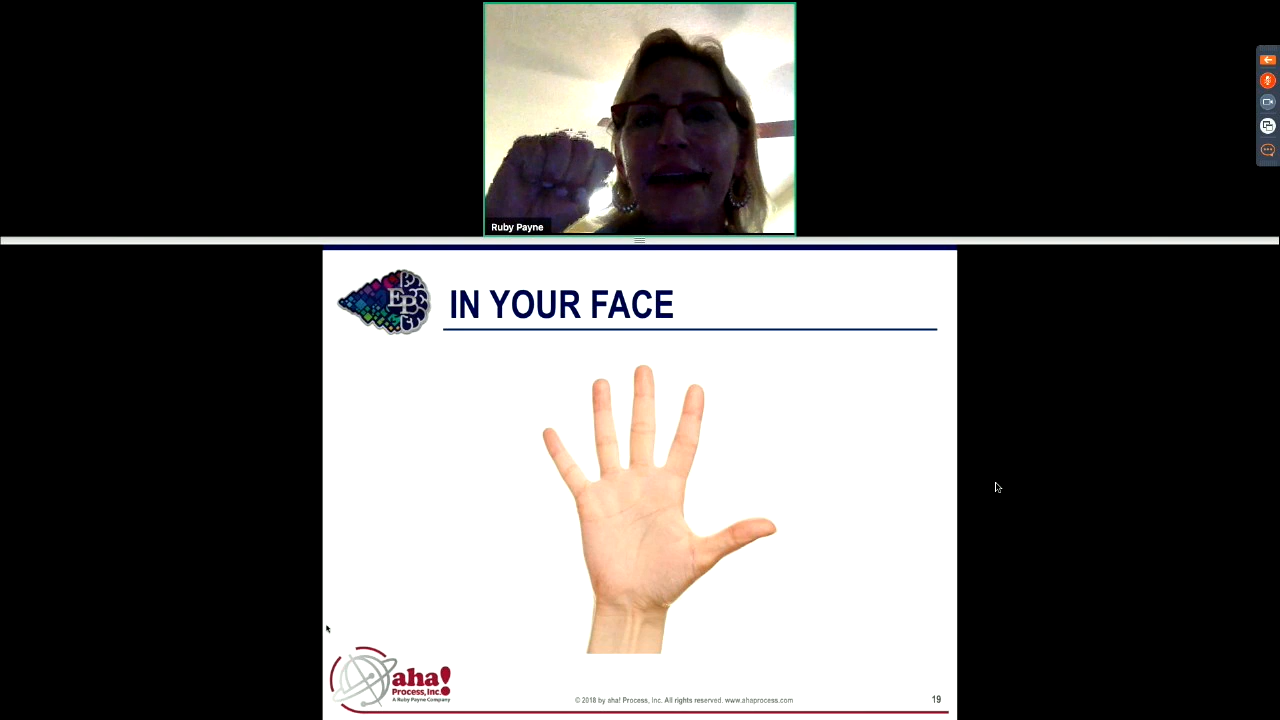 Ruby Payne
EP
IN YOUR FACE
aha!
Process, Inc.
A Ruby Payne Company
© 2018 by aha! Process, Inc. All rights reserved. www.ahaprocess.com
19